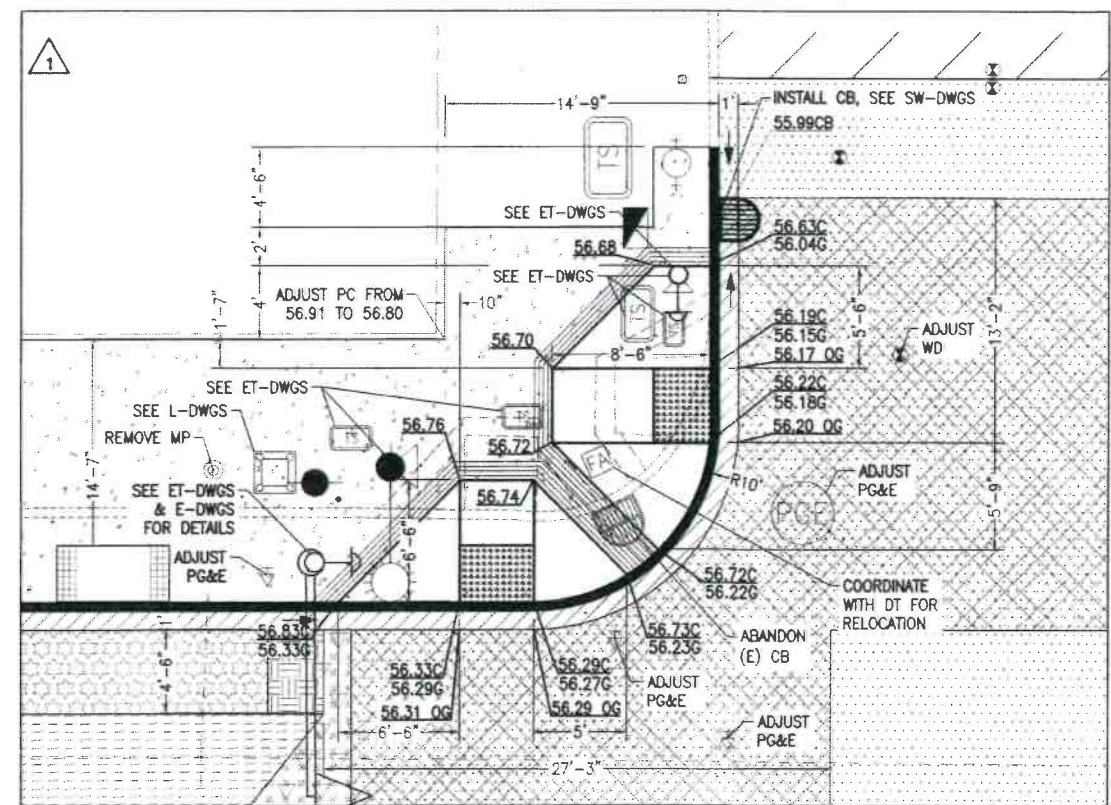 1
14'-9"
1'
INSTALL CB, SEE SW-DWGS
55.99CB
4'-6"
2'
4'
1'-7"
ST
SEE ET-DWGS
56.68
56.63C
56.04G
SEE ET-DWGS
ADJUST PC FROM
56.91 TO 56.80
10"
5'-6"
13'-2"
56.19C
56.15G
ADJUST
WD
56.70
8'-6"
56.17 OG
SEE ET-DWGS
56.22C
56.18G
SEE L-DWGS
56.76
REMOVE MP
56.72
56.20 OG
FA
SEE ET-DWGS
& E-DWGS
FOR DETAILS
14'-7"
56.74
R10'
ADJUST
PG&E
PGE
5'-9"
6'-6"
ADJUST
PG&E
56.72C
56.22G
COORDINATE
WITH DT FOR
RELOCATION
1'
56.83C
56.33G
56.73C
56.23G
ABANDON
(E) CB
4'-6"
56.33C
56.29G
56.29C
56.27G
ADJUST
PG&E
56.31 OG
56.29 OG
6'-6"
5'
ADJUST
PG&E
27'-3"